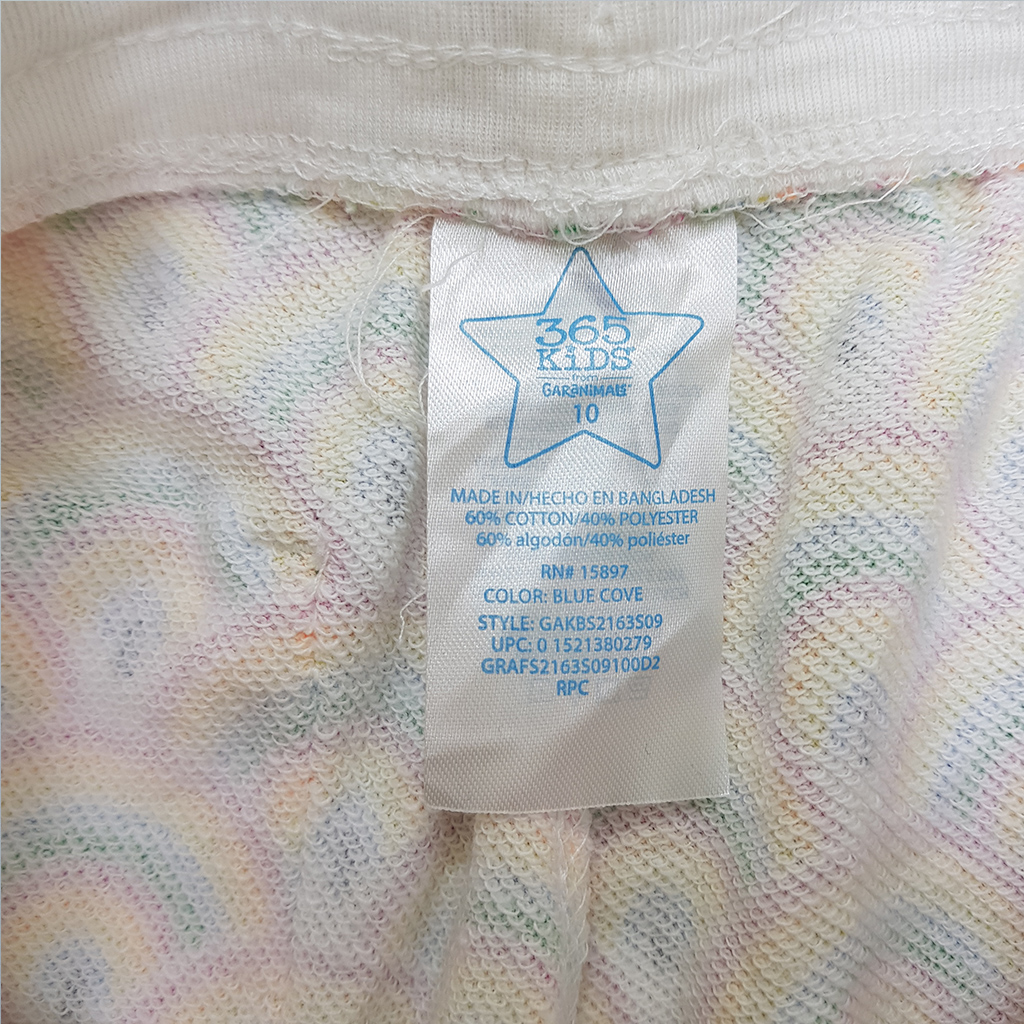 365
KiDS
from
GARANIMALS
10
MADE IN/HECHO EN BANGLADESH
60% COTTON/40% POLYESTER
60% algodón/40% poliéster
RN# 15897
COLOR: BLUE COVE
STYLE: GAKBS2163S09
UPC: 0 1521380279
GRAFS2163S09100D2
RPC